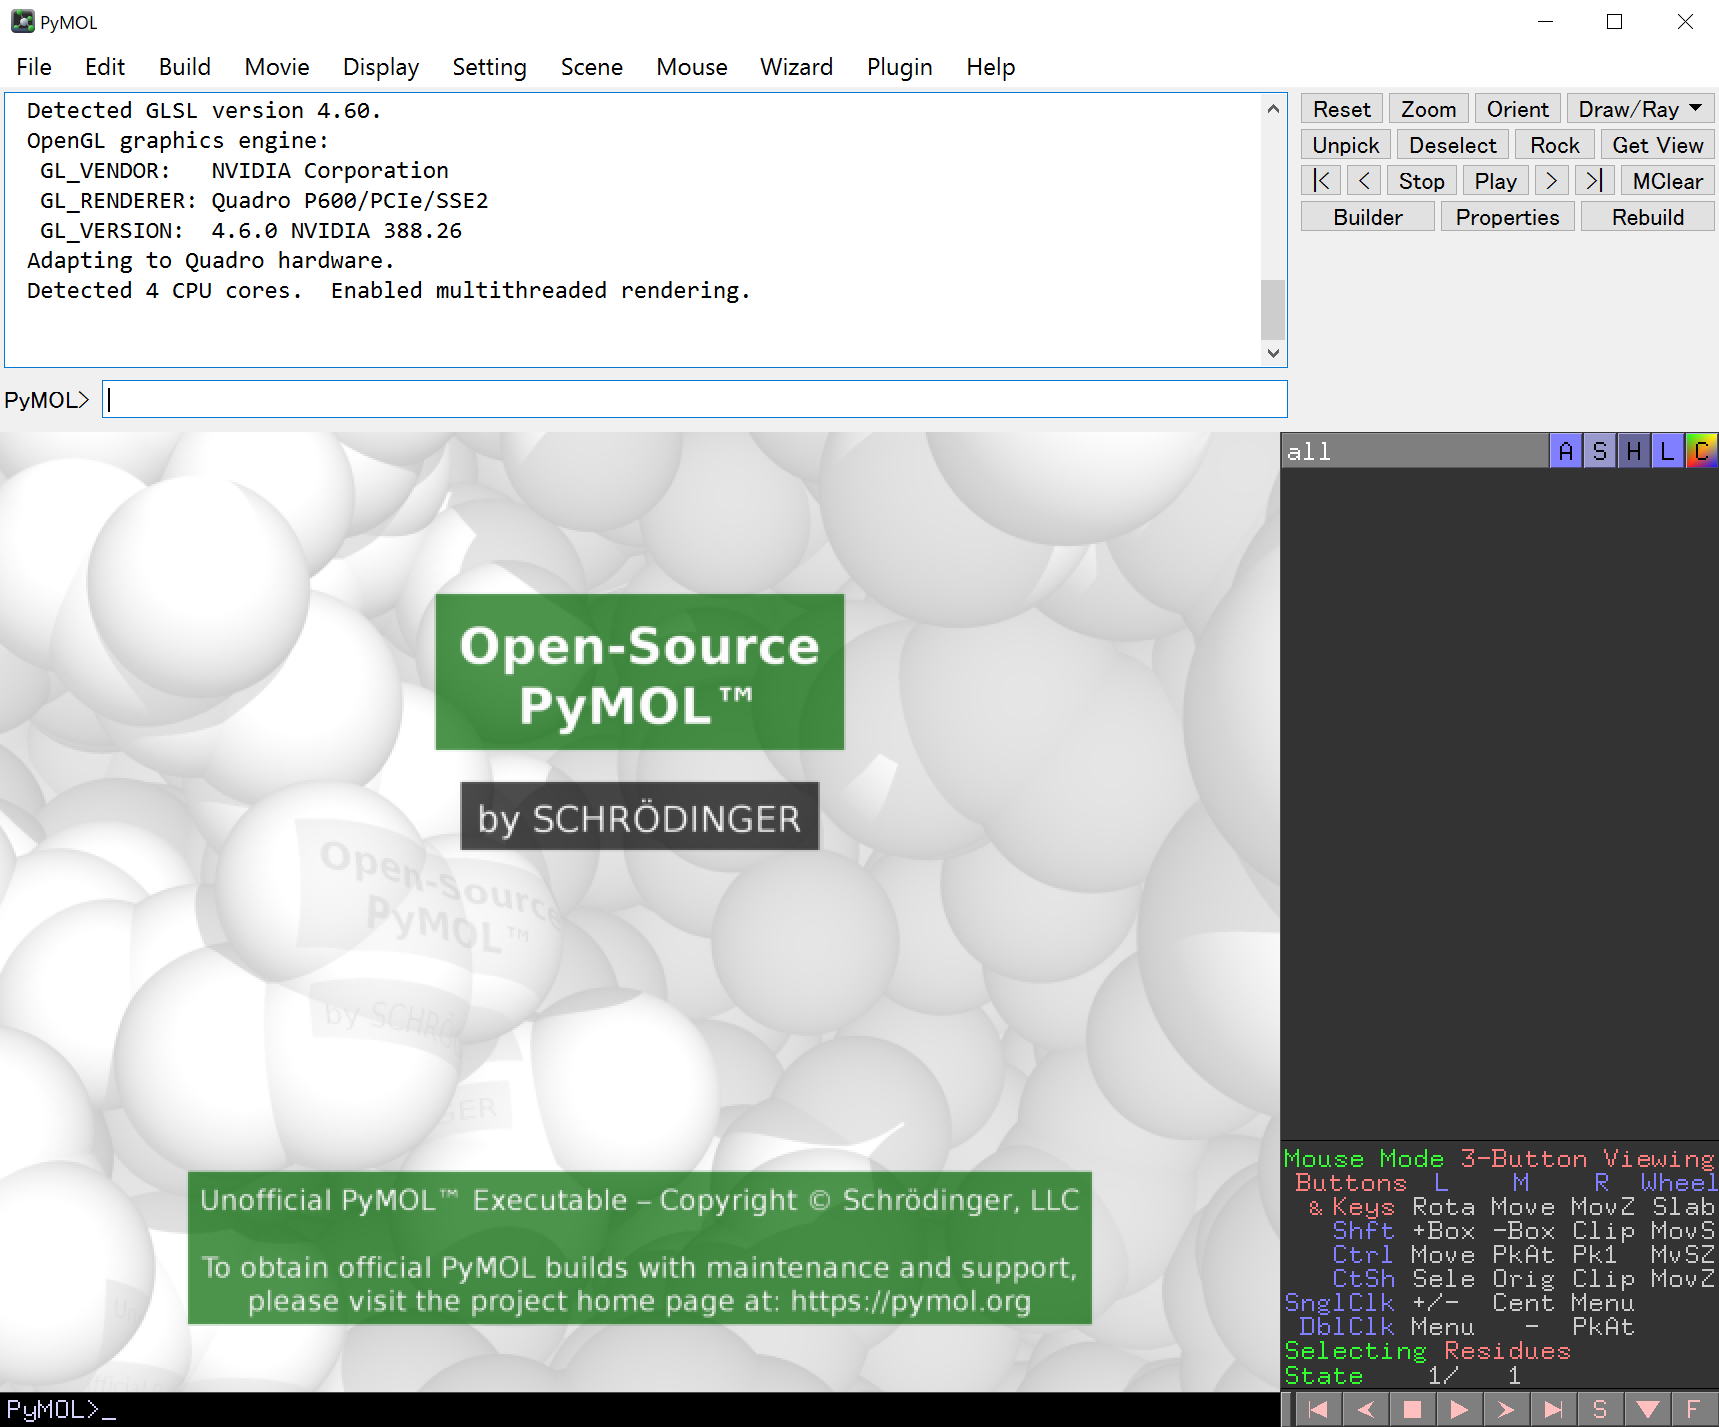 PyMOL
File Edit Build Movie Display Setting Scene Mouse Wizard Plugin Help
Detected GLSL version 4.60.
OpenGL graphics engine:
GL_VENDOR: NVIDIA Corporation
GL_RENDERER: Quadro P600/PCIe/SSE2
GL_VERSION: 4.6.0 NVIDIA 388.26
Adapting to Quadro hardware.
Detected 4 CPU cores. Enabled multithreaded rendering.
PyMOL>
Reset Zoom Orient Draw/Ray
Unpick Deselect Rock Get View
|< < Stop Play > >| MClear
Builder Properties Rebuild
all A S H L C
Open-Source
PyMOL™
by SCHRÖDINGER
Open-Source
PyMOL™
by SCHRÖ
GER
Unofficial PyMOL™ Executable – Copyright © Schrödinger, LLC
To obtain official PyMOL builds with maintenance and support,
please visit the project home page at: https://pymol.org
Mouse Mode 3-Button Viewing
Buttons L M R Wheel
& Keys Rota Move MovZ Slab
Shft +Box -Box Clip MovS
Ctrl Move PkAt Pk1 MvSZ
CtSh Sele Orig Clip MovZ
SnglClk +/- Cent Menu
DblClk Menu - PkAt
Selecting Residues
State 1/ 1
PyMOL>_
S F